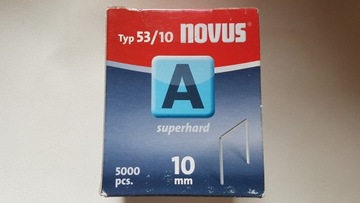 Typ 53/10 novus®
A
superhard
5000 10
pcs. mm